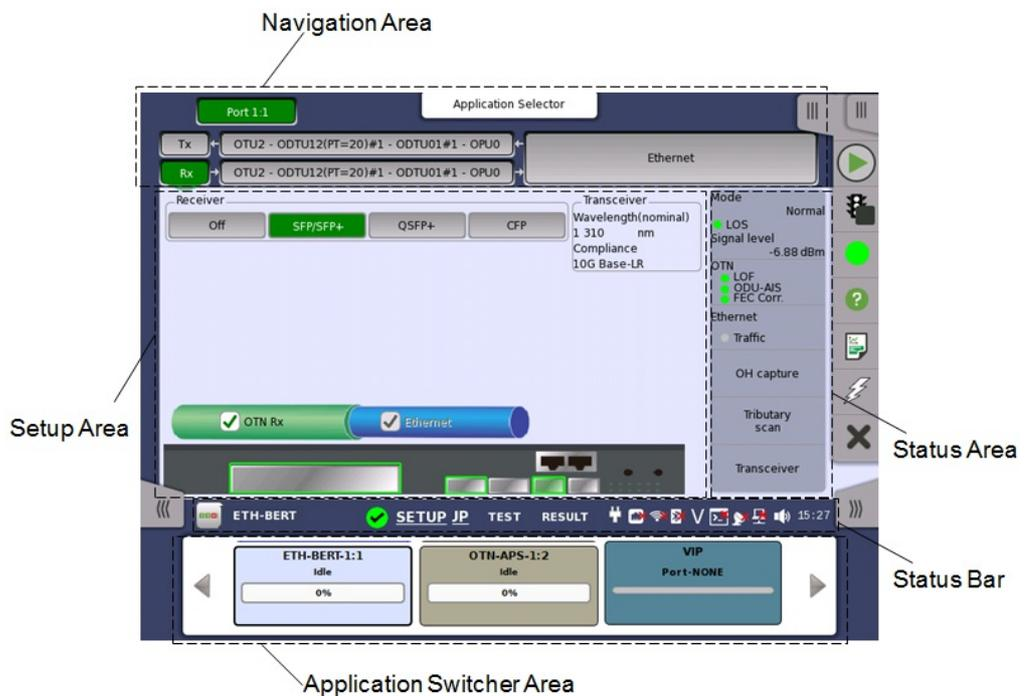 Navigation Area
Port 1:1
Application Selector
Tx
OTU2 - ODTU12(PT=20)#1 - ODTU01#1 - OPU0
Ethernet
Rx
OTU2 - ODTU12(PT=20)#1 - ODTU01#1 - OPU0
Receiver
Off
SFP/SFP+
QSFP+
CFP
Transceiver
Wavelength(nominal)
1 310 nm
Compliance
10G Base-LR
Mode
Normal
LOS
Signal level
-6.88 dBm
OTN
LOF
ODU-AIS
FEC Corr.
Ethernet
Traffic
OH capture
Tributary
scan
Transceiver
OTN Rx
Ethernet
Setup Area
Status Area
ETH-BERT
SETUP JP
TEST
RESULT
V
15:27
Status Bar
ETH-BERT-1:1
Idle
0%
OTN-APS-1:2
Idle
0%
VIP
Port-NONE
Application Switcher Area